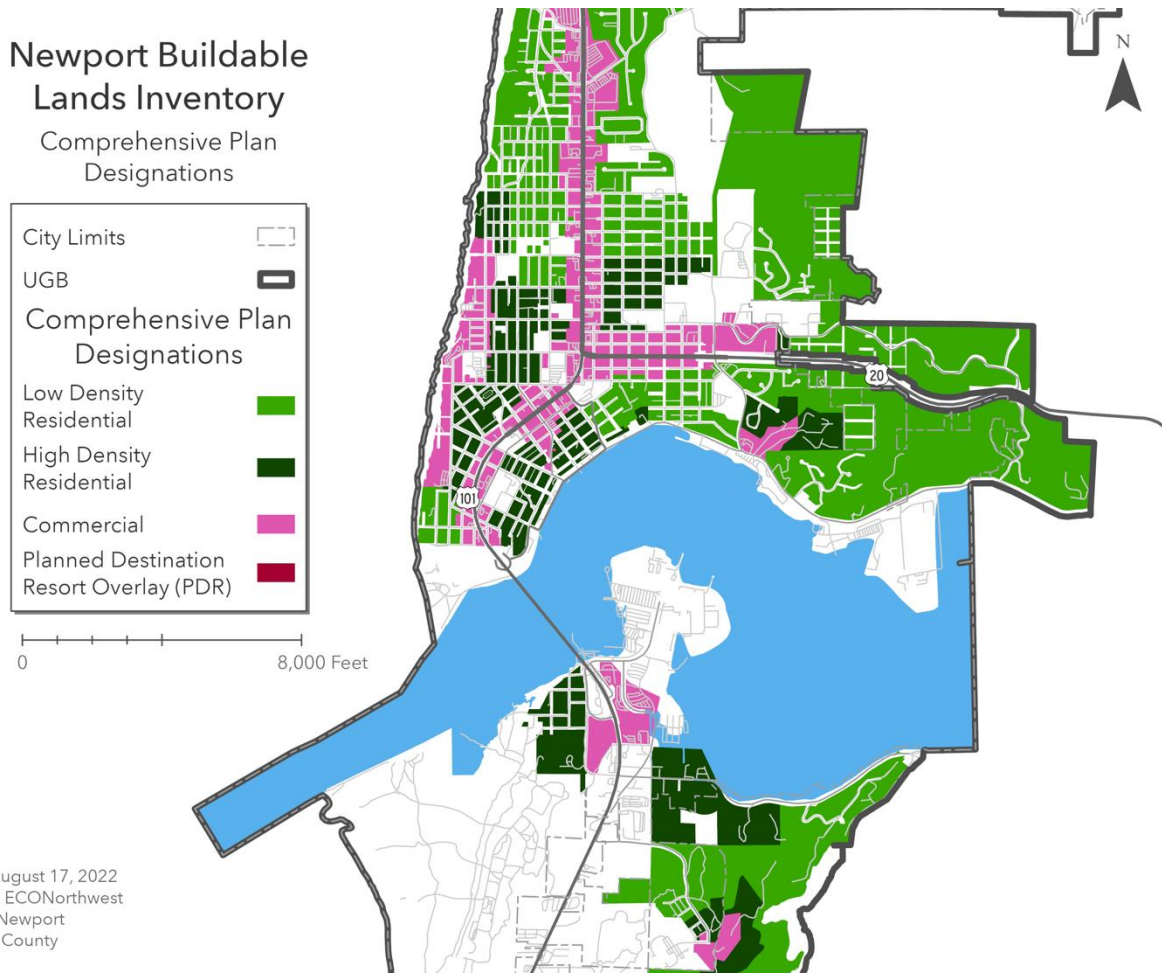 Newport Buildable
Lands Inventory
Comprehensive Plan
Designations
City Limits
UGB
Comprehensive Plan
Designations
Low Density
Residential
High Density
Residential
Commercial
Planned Destination
Resort Overlay (PDR)
0 8,000 Feet
N
20
101
ugust 17, 2022
ECONorthwest
Newport
County